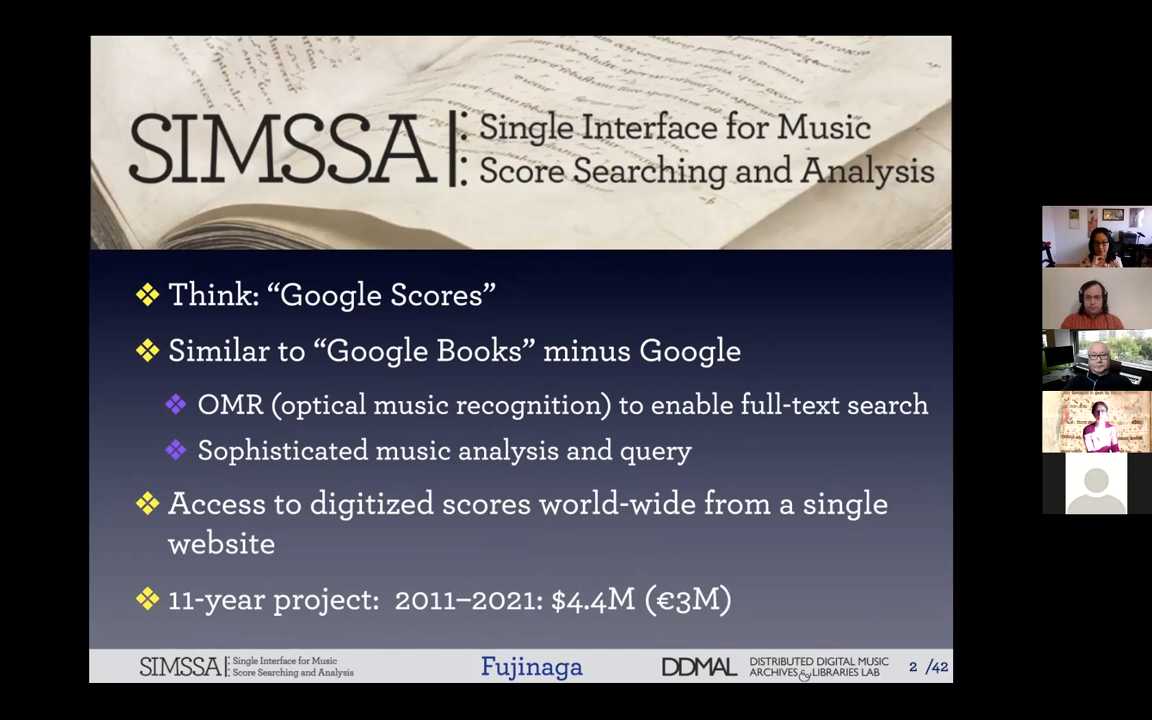 SIMSSA Single Interface for Music
Score Searching and Analysis
Think: “Google Scores”
Similar to “Google Books” minus Google
OMR (optical music recognition) to enable full-text search
Sophisticated music analysis and query
Access to digitized scores world-wide from a single
website
11-year project: 2011–2021: $4.4M (€3M)
SIMSSA Single Interface for Music
Score Searching and Analysis
Fujinaga
DDMAL DISTRIBUTED DIGITAL MUSIC
ARCHIVES & LIBRARIES LAB
2 /42